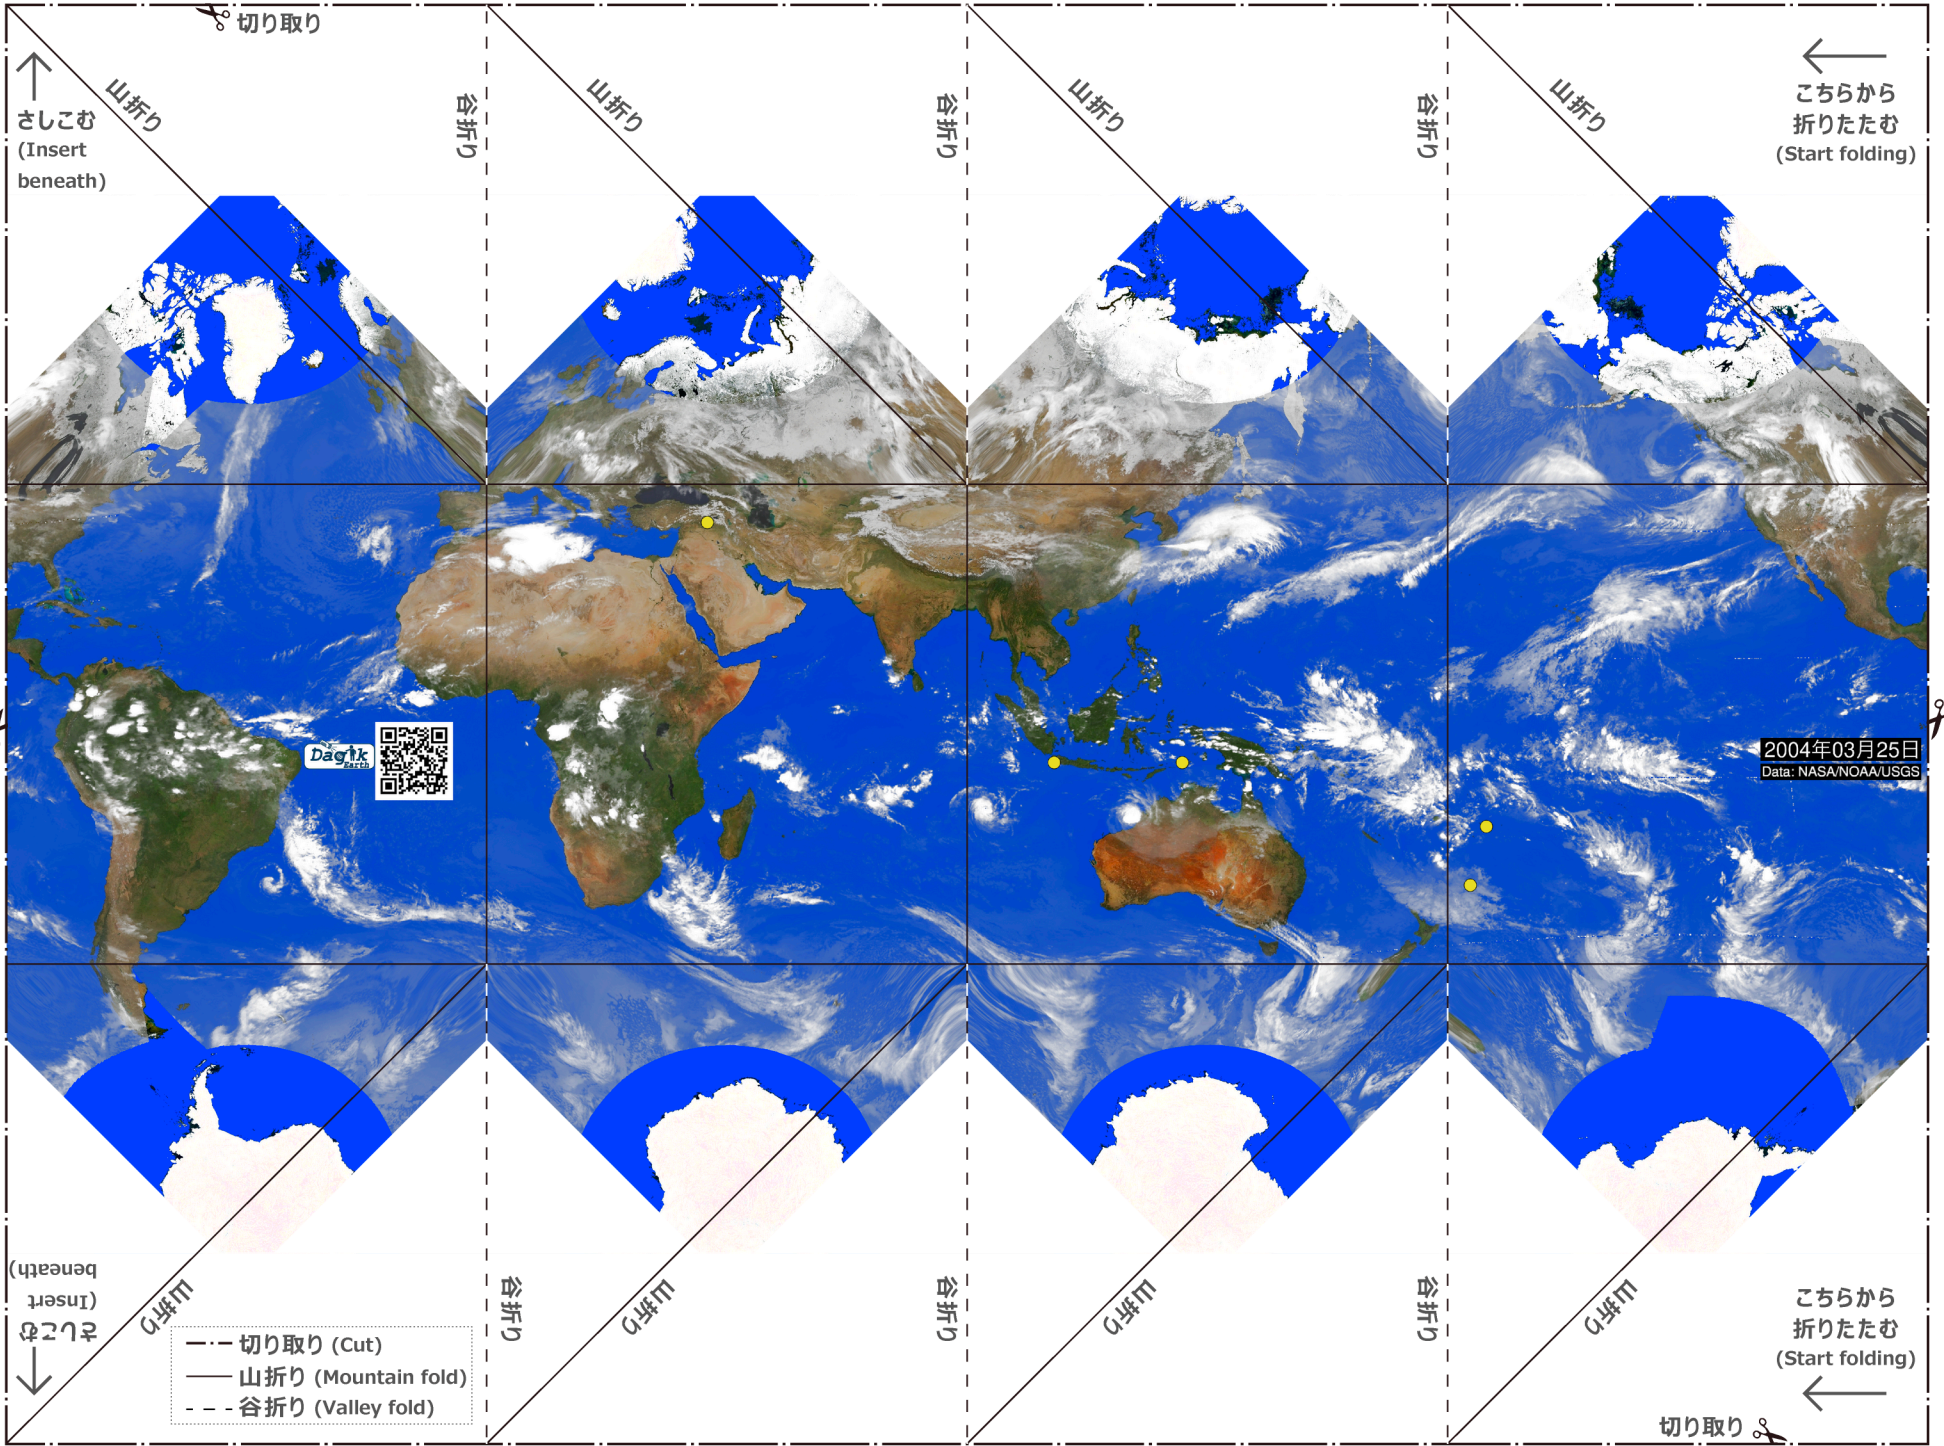 切り取り
さしこむ
(Insert
beneath)
山折り
谷折り
山折り
谷折り
山折り
谷折り
山折り
こちらから
折りたたむ
(Start folding)
Dagik
Earth
2004年03月25日
Data: NASA/NOAA/USGS
さしこむ
(Insert
beneath)
山折り
谷折り
山折り
谷折り
山折り
谷折り
山折り
こちらから
折りたたむ
(Start folding)
切り取り (Cut)
山折り (Mountain fold)
谷折り (Valley fold)
切り取り